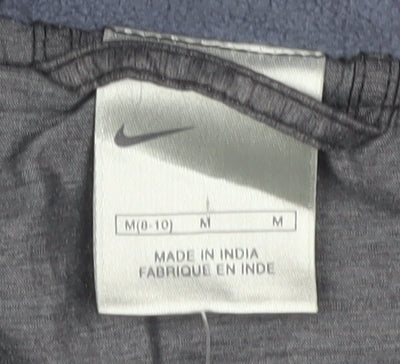 M(8-10) M M
MADE IN INDIA
FABRIQUE EN INDE